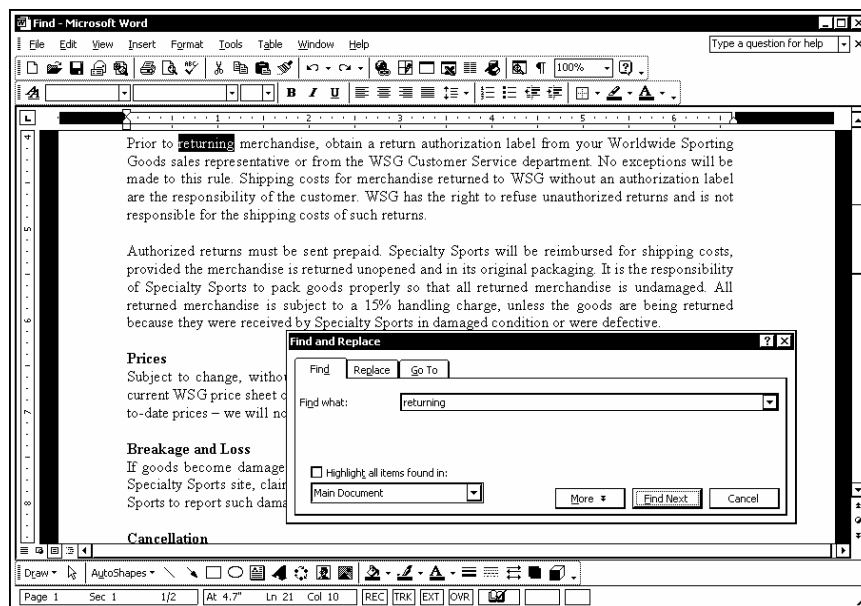 Find - Microsoft Word
File Edit View Insert Format Tools Table Window Help Type a question for help
100%
B I U
1 2 3 4 5 6
Prior to returning merchandise, obtain a return authorization label from your Worldwide Sporting
Goods sales representative or from the WSG Customer Service department. No exceptions will be
made to this rule. Shipping costs for merchandise returned to WSG without an authorization label
are the responsibility of the customer. WSG has the right to refuse unauthorized returns and is not
responsible for the shipping costs of such returns.
Authorized returns must be sent prepaid. Specialty Sports will be reimbursed for shipping costs,
provided the merchandise is returned unopened and in its original packaging. It is the responsibility
of Specialty Sports to pack goods properly so that all returned merchandise is undamaged. All
returned merchandise is subject to a 15% handling charge, unless the goods are being returned
because they were received by Specialty Sports in damaged condition or were defective.
Prices
Subject to change, withou
current WSG price sheet o
to-date prices – we will no
Breakage and Loss
If goods become damage
Specialty Sports site, clai
Sports to report such dama
Cancellation
Find and Replace
Find Replace Go To
Find what: returning
Highlight all items found in:
Main Document
More Find Next Cancel
Draw AutoShapes
Page 1 Sec 1 1/2 At 4.7" Ln 21 Col 10 REC TRK EXT OVR